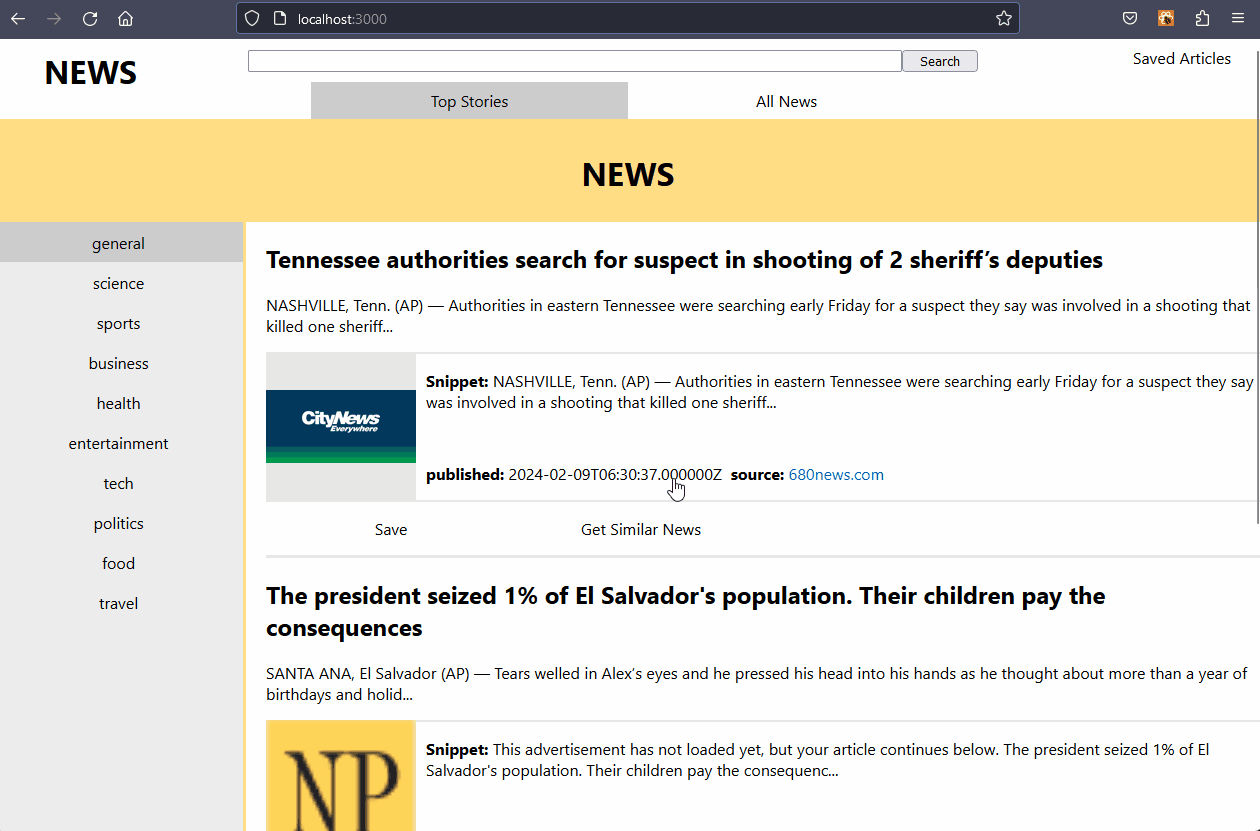 localhost:3000
NEWS
Search
Saved Articles
Top Stories
All News
NEWS
general
science
sports
business
health
entertainment
tech
politics
food
travel
Tennessee authorities search for suspect in shooting of 2 sheriff’s deputies
NASHVILLE, Tenn. (AP) — Authorities in eastern Tennessee were searching early Friday for a suspect they say was involved in a shooting that
killed one sheriff...
CityNews
Everywhere
Snippet: NASHVILLE, Tenn. (AP) — Authorities in eastern Tennessee were searching early Friday for a suspect they say
was involved in a shooting that killed one sheriff...
published: 2024-02-09T06:30:37.000000Z source: 680news.com
Save
Get Similar News
The president seized 1% of El Salvador's population. Their children pay the
consequences
SANTA ANA, El Salvador (AP) — Tears welled in Alex’s eyes and he pressed his head into his hands as he thought about more than a year of
birthdays and holid...
NP
Snippet: This advertisement has not loaded yet, but your article continues below. The president seized 1% of El
Salvador's population. Their children pay the consequenc...